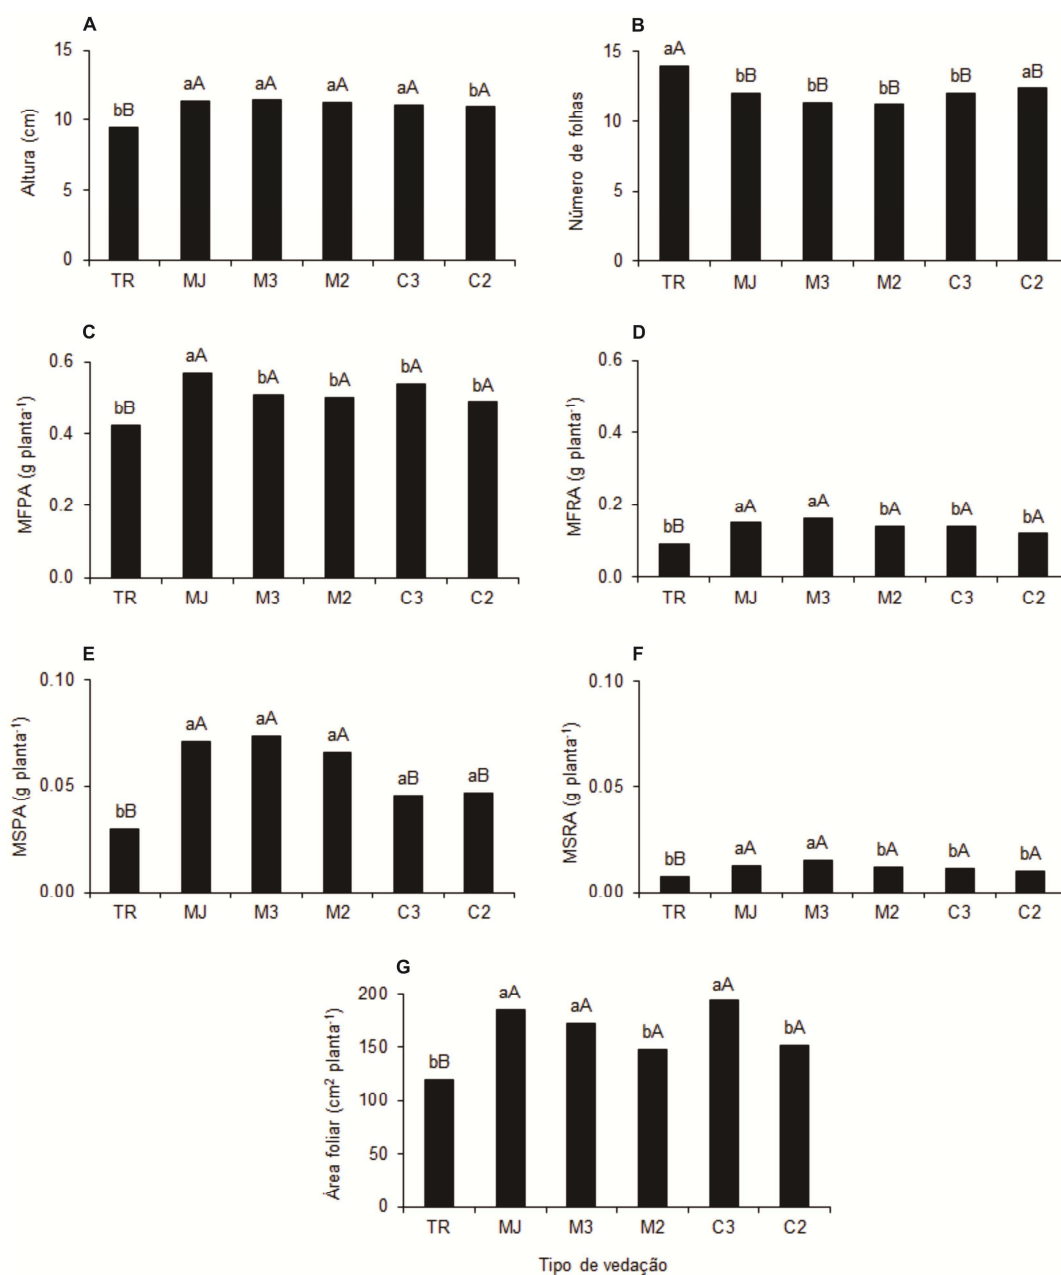 A
Altura (cm)
15
10
5
0
bB aA aA aA aA bA
TR MJ M3 M2 C3 C2
B
Número de folhas
15
10
5
0
aA bB bB bB bB aB
TR MJ M3 M2 C3 C2
C
MFPA (g planta⁻¹)
0.6
0.4
0.2
0.0
bB aA bA bA bA bA
TR MJ M3 M2 C3 C2
D
MFRA (g planta⁻¹)
0.6
0.4
0.2
0.0
bB aA aA bA bA bA
TR MJ M3 M2 C3 C2
E
MSPA (g planta⁻¹)
0.10
0.05
0.00
bB aA aA aA aB aB
TR MJ M3 M2 C3 C2
F
MSRA (g planta⁻¹)
0.10
0.05
0.00
bB aA aA bA bA bA
TR MJ M3 M2 C3 C2
G
Área foliar (cm² planta⁻¹)
200
150
100
50
0
bB aA aA bA aA bA
TR MJ M3 M2 C3 C2
Tipo de vedação